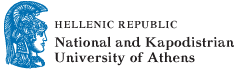 HELLENIC REPUBLIC
National and Kapodistrian
University of Athens